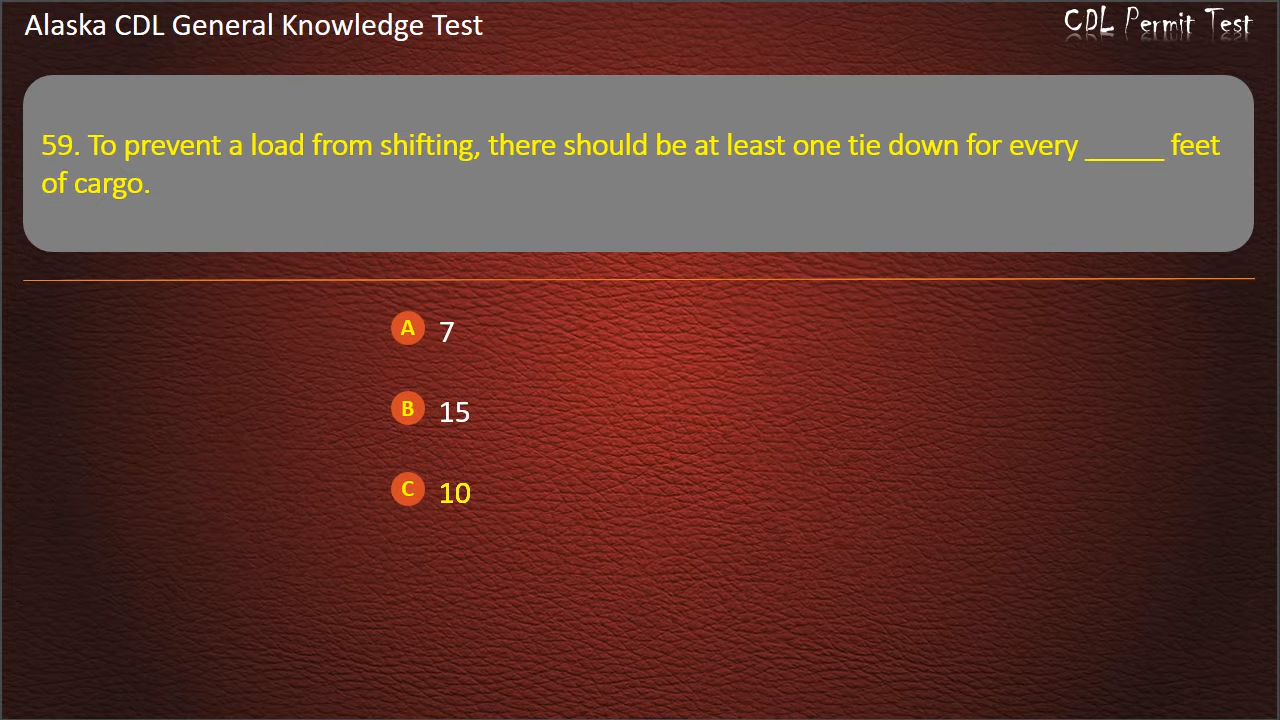 Alaska CDL General Knowledge Test
CDL Permit Test
59. To prevent a load from shifting, there should be at least one tie down for every _____ feet
of cargo.
A 7
B 15
C 10